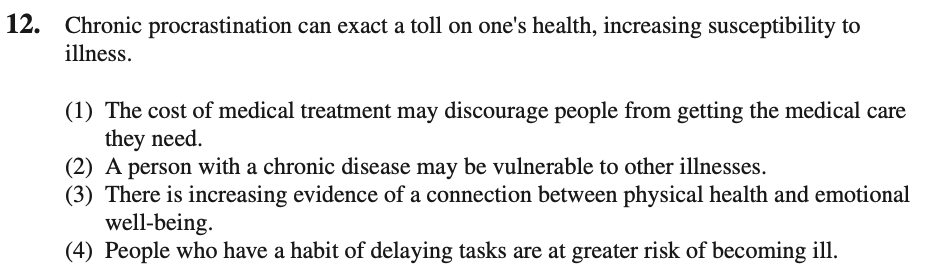 12. Chronic procrastination can exact a toll on one's health, increasing susceptibility to
illness.
(1) The cost of medical treatment may discourage people from getting the medical care
they need.
(2) A person with a chronic disease may be vulnerable to other illnesses.
(3) There is increasing evidence of a connection between physical health and emotional
well-being.
(4) People who have a habit of delaying tasks are at greater risk of becoming ill.